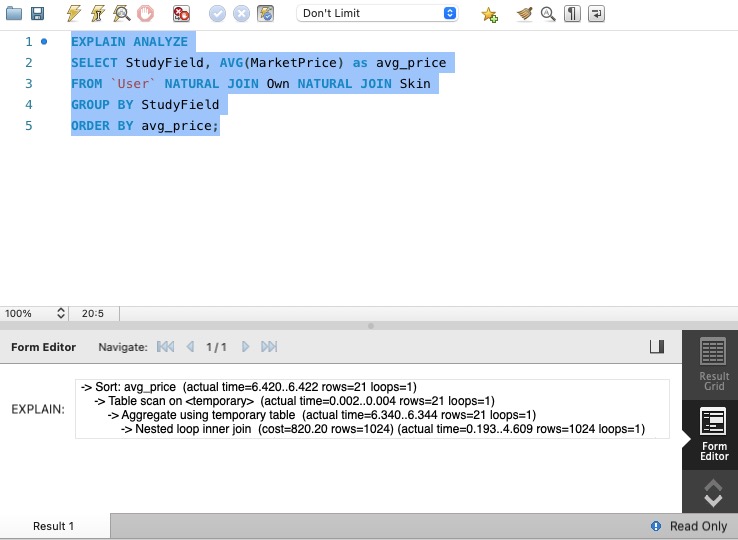 Don't Limit
1 EXPLAIN ANALYZE
2 SELECT StudyField, AVG(MarketPrice) as avg_price
3 FROM `User` NATURAL JOIN Own NATURAL JOIN Skin
4 GROUP BY StudyField
5 ORDER BY avg_price;
100% 20:5
Form Editor Navigate: 1/1
EXPLAIN:
-> Sort: avg_price (actual time=6.420..6.422 rows=21 loops=1)
-> Table scan on <temporary> (actual time=0.002..0.004 rows=21 loops=1)
-> Aggregate using temporary table (actual time=6.340..6.344 rows=21 loops=1)
-> Nested loop inner join (cost=820.20 rows=1024) (actual time=0.193..4.609 rows=1024 loops=1)
Result
Grid
Form
Editor
Result 1
Read Only